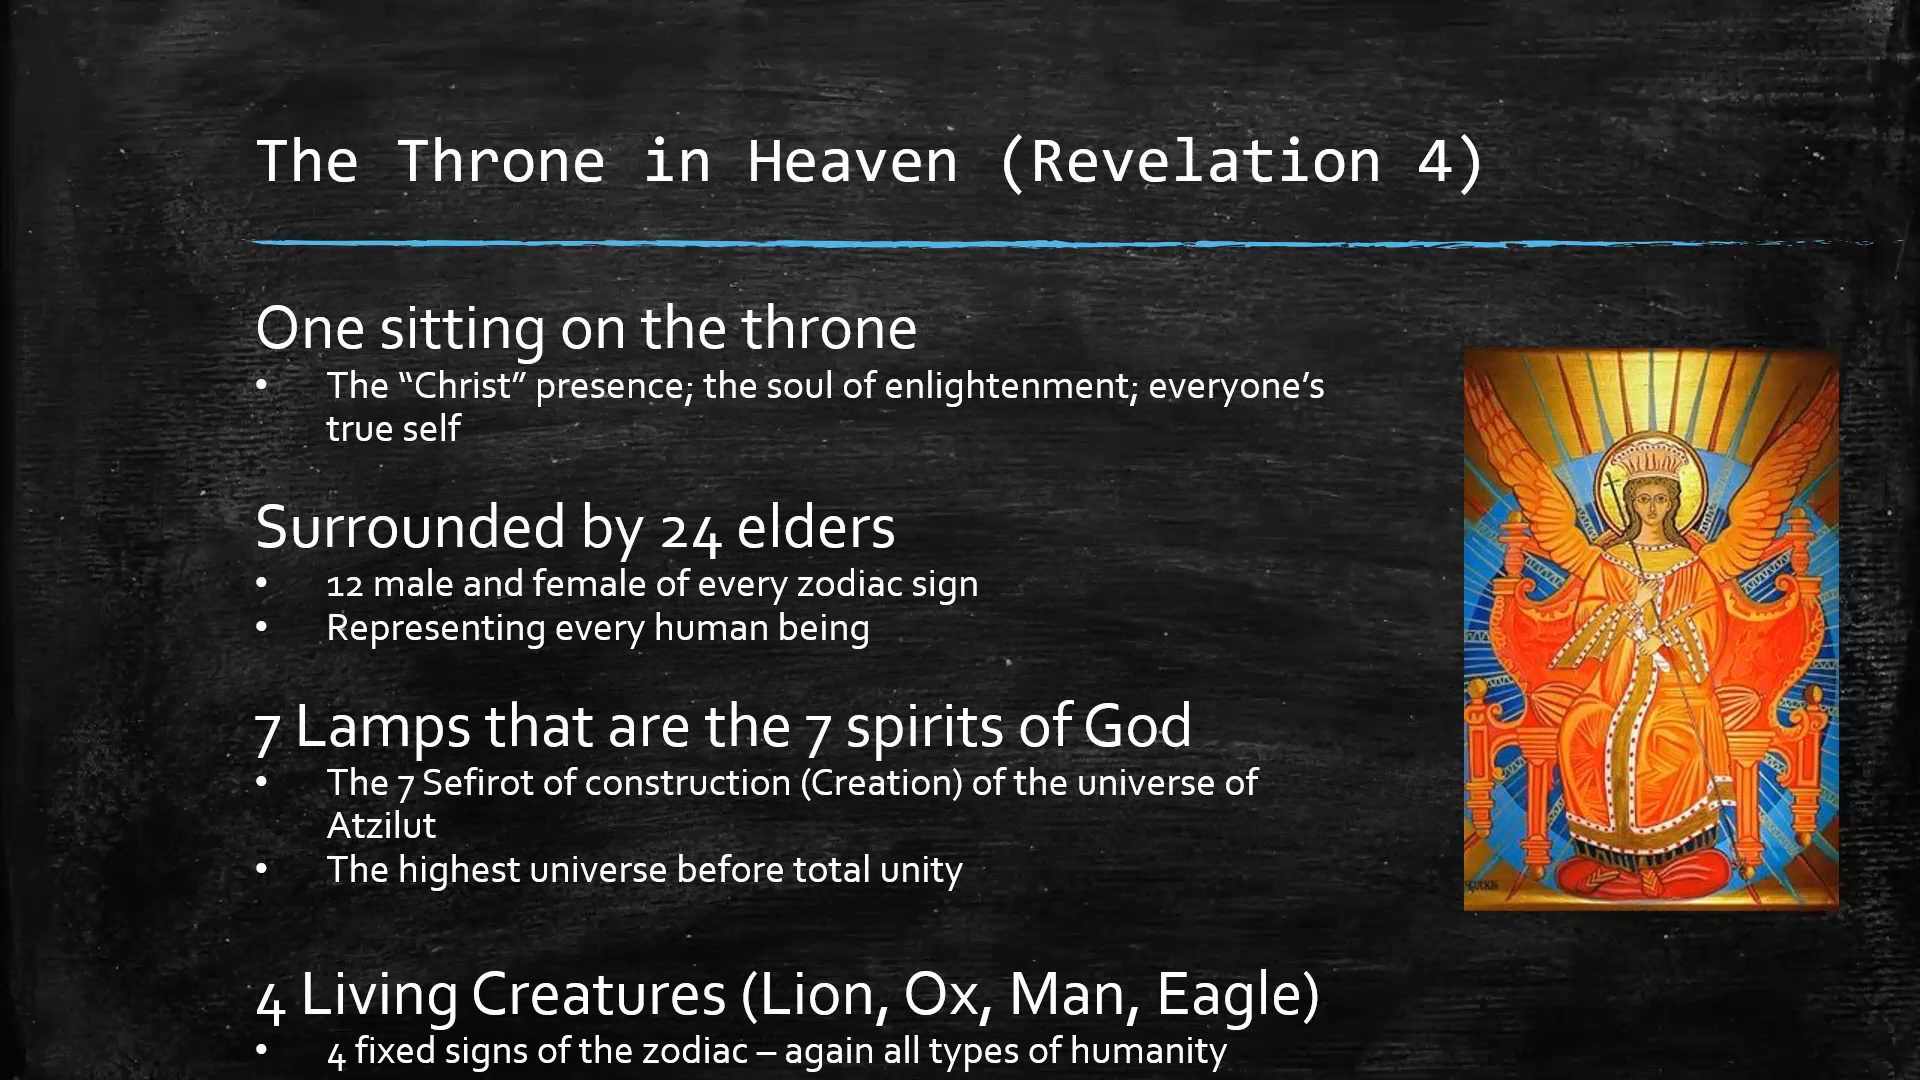 The Throne in Heaven (Revelation 4)
One sitting on the throne
• The “Christ” presence; the soul of enlightenment; everyone’s
true self
Surrounded by 24 elders
• 12 male and female of every zodiac sign
• Representing every human being
7 Lamps that are the 7 spirits of God
• The 7 Sefirot of construction (Creation) of the universe of
Atzilut
• The highest universe before total unity
4 Living Creatures (Lion, Ox, Man, Eagle)
• 4 fixed signs of the zodiac – again all types of humanity